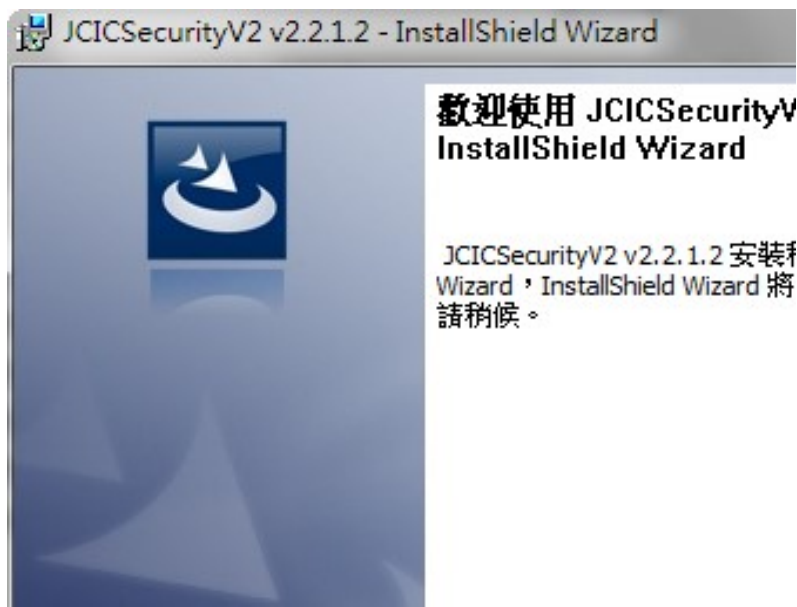 JCICSecurityV2 v2.2.1.2 - InstallShield Wizard
歡迎使用 JCICSecurityV
InstallShield Wizard
JCICSecurityV2 v2.2.1.2 安裝程
Wizard，InstallShield Wizard 將
請稍候。